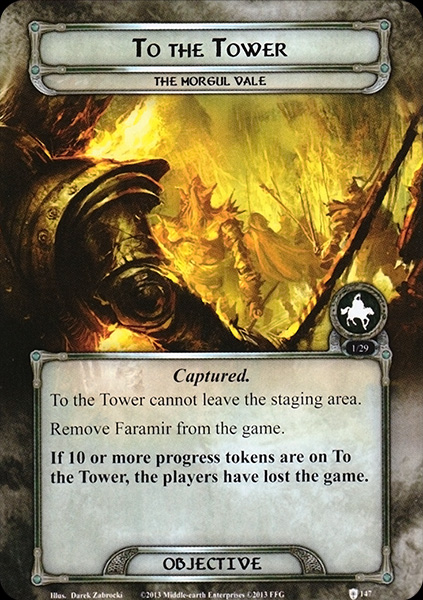 To the Tower
The Morgul Vale
1/29
Captured.
To the Tower cannot leave the staging area.
Remove Faramir from the game.
If 10 or more progress tokens are on To
the Tower, the players have lost the game.
Objective
Illus. Darek Zabrocki ©2013 Middle-earth Enterprises ©2013 FFG 147